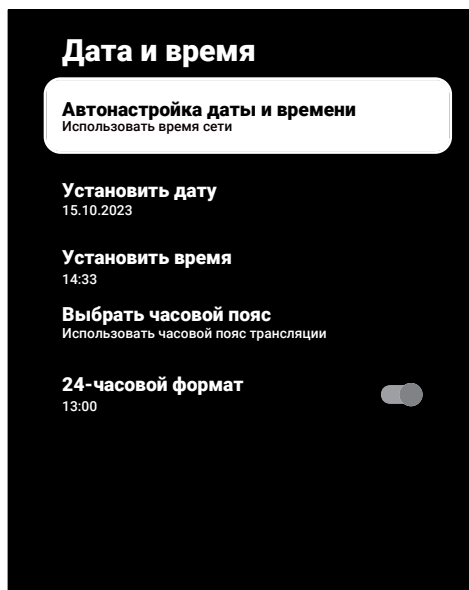 Дата и время
Автонастройка даты и времени
Использовать время сети
Установить дату
15.10.2023
Установить время
14:33
Выбрать часовой пояс
Использовать часовой пояс трансляции
24-часовой формат
13:00